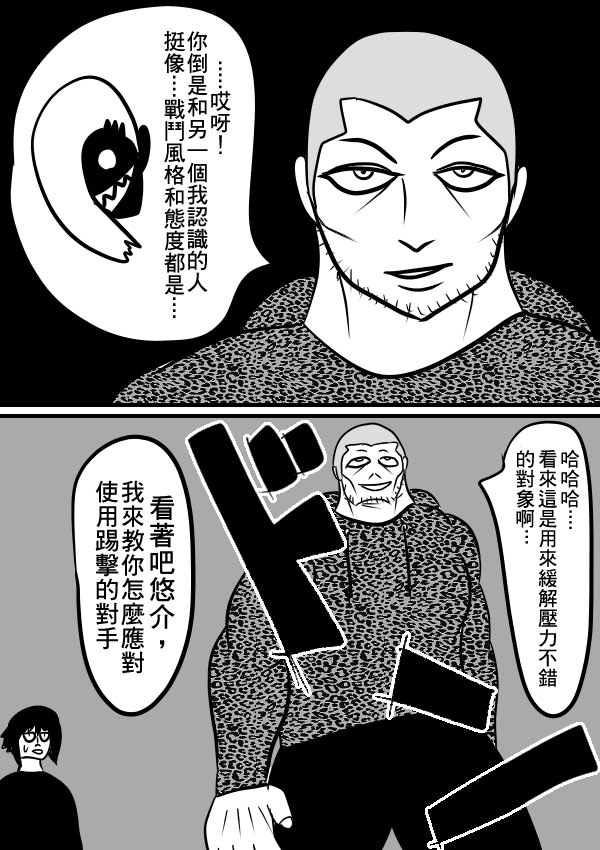 ……哎呀！
你倒是和另一個我認識的人
挺像…戰鬥風格和態度都是…
哈哈哈…
看來這是用來緩解壓力不錯
的對象啊…
看著吧悠介，
我來教你怎麼應對
使用踢擊的對手
ドドド